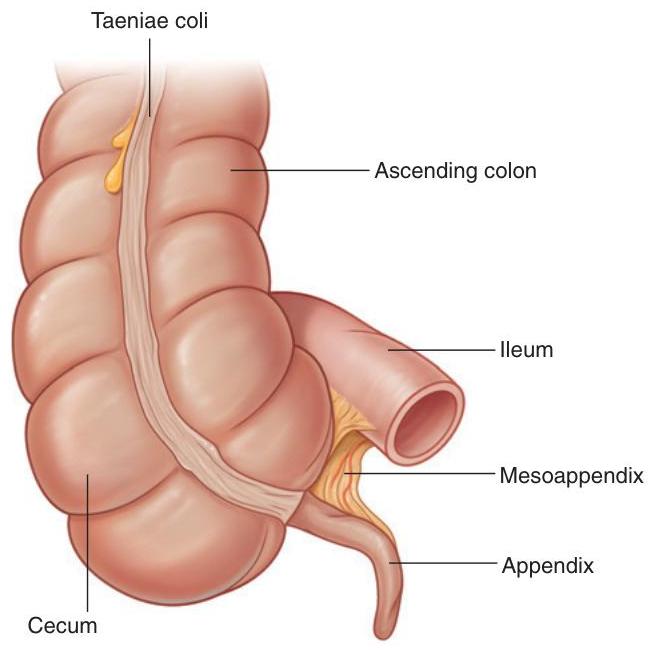 Taeniae coli
Ascending colon
Ileum
Mesoappendix
Appendix
Cecum